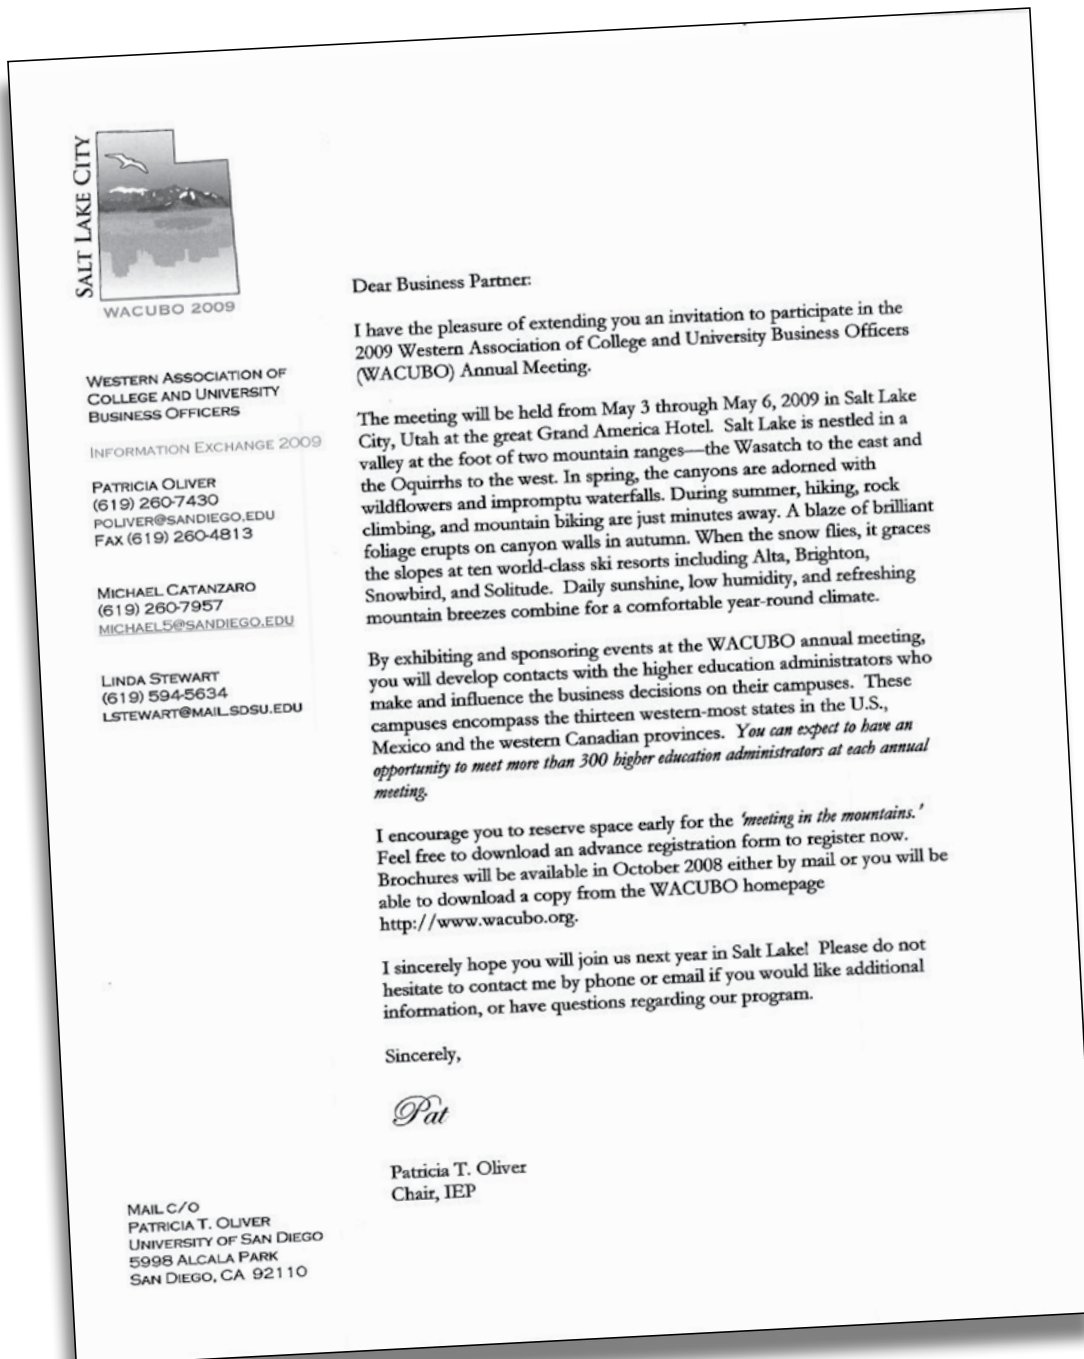 SALT LAKE CITY
WACUBO 2009
WESTERN ASSOCIATION OF
COLLEGE AND UNIVERSITY
BUSINESS OFFICERS
INFORMATION EXCHANGE 2009
PATRICIA OLIVER
(619) 260-7430
POLIVER@SANDIEGO.EDU
FAX (619) 260-4813
MICHAEL CATANZARO
(619) 260-7957
MICHAEL5@SANDIEGO.EDU
LINDA STEWART
(619) 594-5634
LSTEWART@MAIL.SDSU.EDU
Dear Business Partner:
I have the pleasure of extending you an invitation to participate in the
2009 Western Association of College and University Business Officers
(WACUBO) Annual Meeting.
The meeting will be held from May 3 through May 6, 2009 in Salt Lake
City, Utah at the great Grand America Hotel. Salt Lake is nestled in a
valley at the foot of two mountain ranges—the Wasatch to the east and
the Oquirrhs to the west. In spring, the canyons are adorned with
wildflowers and impromptu waterfalls. During summer, hiking, rock
climbing, and mountain biking are just minutes away. A blaze of brilliant
foliage erupts on canyon walls in autumn. When the snow flies, it graces
the slopes at ten world-class ski resorts including Alta, Brighton,
Snowbird, and Solitude. Daily sunshine, low humidity, and refreshing
mountain breezes combine for a comfortable year-round climate.
By exhibiting and sponsoring events at the WACUBO annual meeting,
you will develop contacts with the higher education administrators who
make and influence the business decisions on their campuses. These
campuses encompass the thirteen western-most states in the U.S.,
Mexico and the western Canadian provinces. You can expect to have an
opportunity to meet more than 300 higher education administrators at each annual
meeting.
I encourage you to reserve space early for the 'meeting in the mountains.'
Feel free to download an advance registration form to register now.
Brochures will be available in October 2008 either by mail or you will be
able to download a copy from the WACUBO homepage
http://www.wacubo.org.
I sincerely hope you will join us next year in Salt Lake! Please do not
hesitate to contact me by phone or email if you would like additional
information, or have questions regarding our program.
Sincerely,
Pat
Patricia T. Oliver
Chair, IEP
MAIL C/O
PATRICIA T. OLIVER
UNIVERSITY OF SAN DIEGO
5998 ALCALA PARK
SAN DIEGO, CA 92110